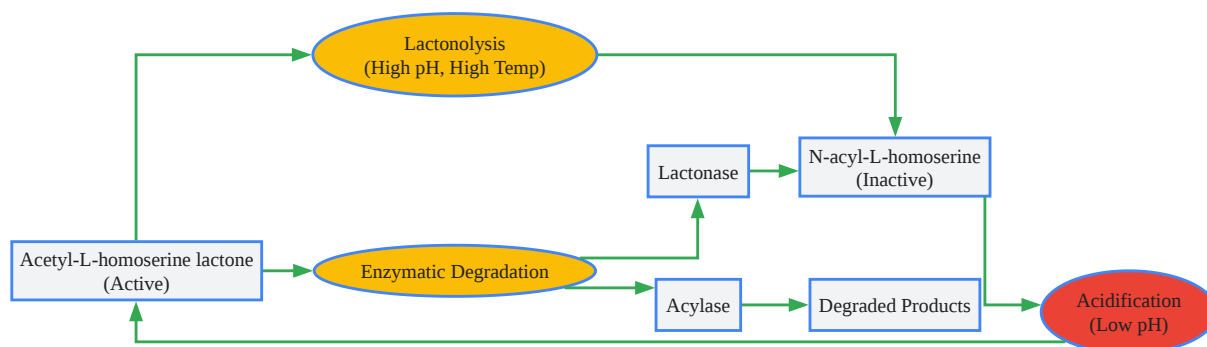 Lactonolysis
(High pH, High Temp)
N-acyl-L-homoserine
(Inactive)
Lactonase
Acetyl-L-homoserine lactone
(Active)
Enzymatic Degradation
Acylase
Degraded Products
Acidification
(Low pH)